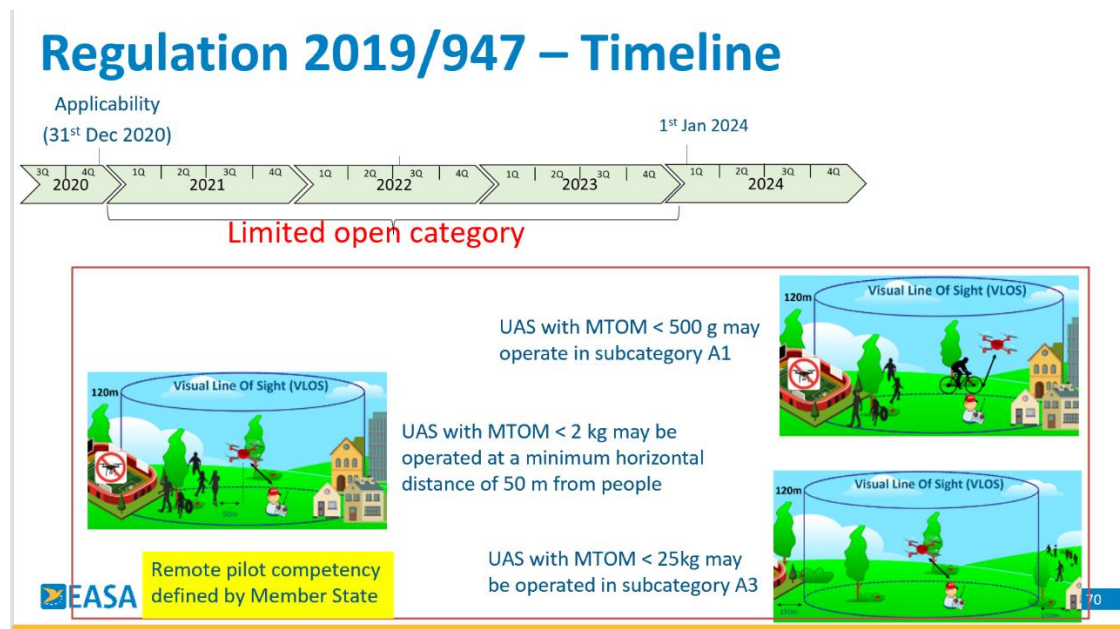 Regulation 2019/947 – Timeline
Applicability
(31st Dec 2020)
1st Jan 2024
3Q 4Q 1Q 2Q 3Q 4Q 1Q 2Q 3Q 4Q 1Q 2Q 3Q 4Q 1Q 2Q 3Q 4Q
2020 2021 2022 2023 2024
Limited open category
UAS with MTOM < 500 g may
operate in subcategory A1
120m
Visual Line Of Sight (VLOS)
120m
Visual Line Of Sight (VLOS)
50m
UAS with MTOM < 2 kg may be
operated at a minimum horizontal
distance of 50 m from people
UAS with MTOM < 25kg may
be operated in subcategory A3
120m
Visual Line Of Sight (VLOS)
150m
150m
Remote pilot competency
defined by Member State
EASA
70